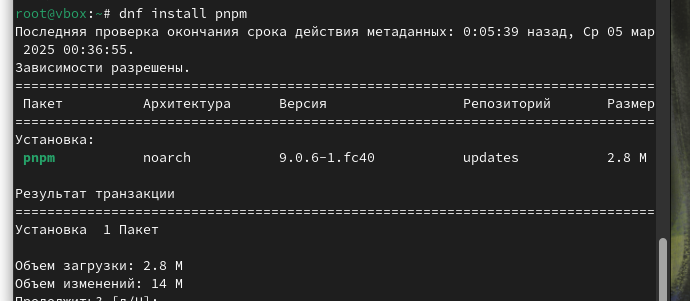 root@vbox:~# dnf install pnpm
Последняя проверка окончания срока действия метаданных: 0:05:39 назад, Ср 05 мар
2025 00:36:55.
Зависимости разрешены.
================================================================================
Пакет Архитектура Версия Репозиторий Размер
================================================================================
Установка:
pnpm noarch 9.0.6-1.fc40 updates 2.8 M
Результат транзакции
================================================================================
Установка 1 Пакет
Объем загрузки: 2.8 M
Объем изменений: 14 M
Продолжить? [д/Н]: